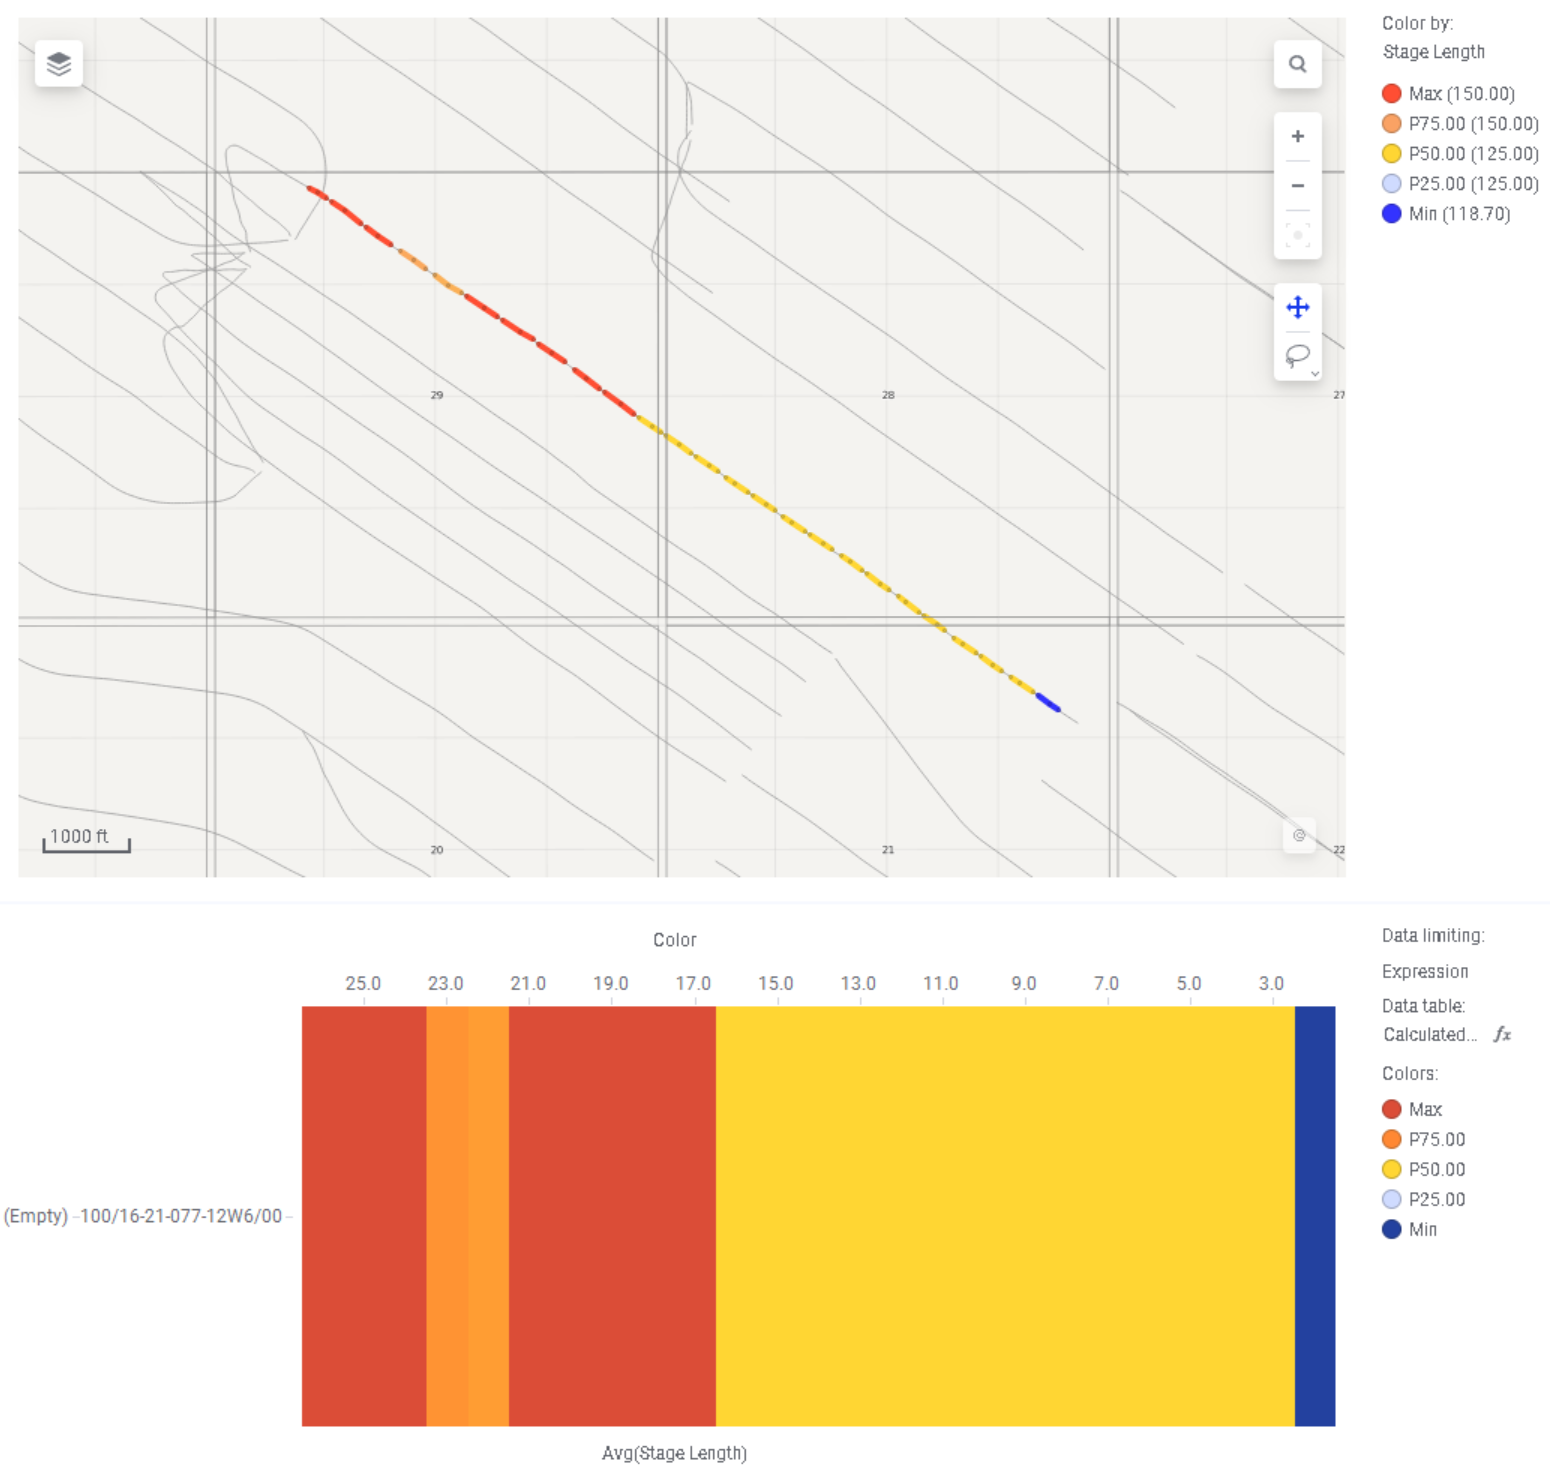 Color by:
Stage Length
Max (150.00)
P75.00 (150.00)
P50.00 (125.00)
P25.00 (125.00)
Min (118.70)
29
28
27
1000 ft
20
21
22
Color
25.0 23.0 21.0 19.0 17.0 15.0 13.0 11.0 9.0 7.0 5.0 3.0
(Empty) 100/16-21-077-12W6/00
Avg(Stage Length)
Data limiting:
Expression
Data table:
Calculated... fx
Colors:
Max
P75.00
P50.00
P25.00
Min